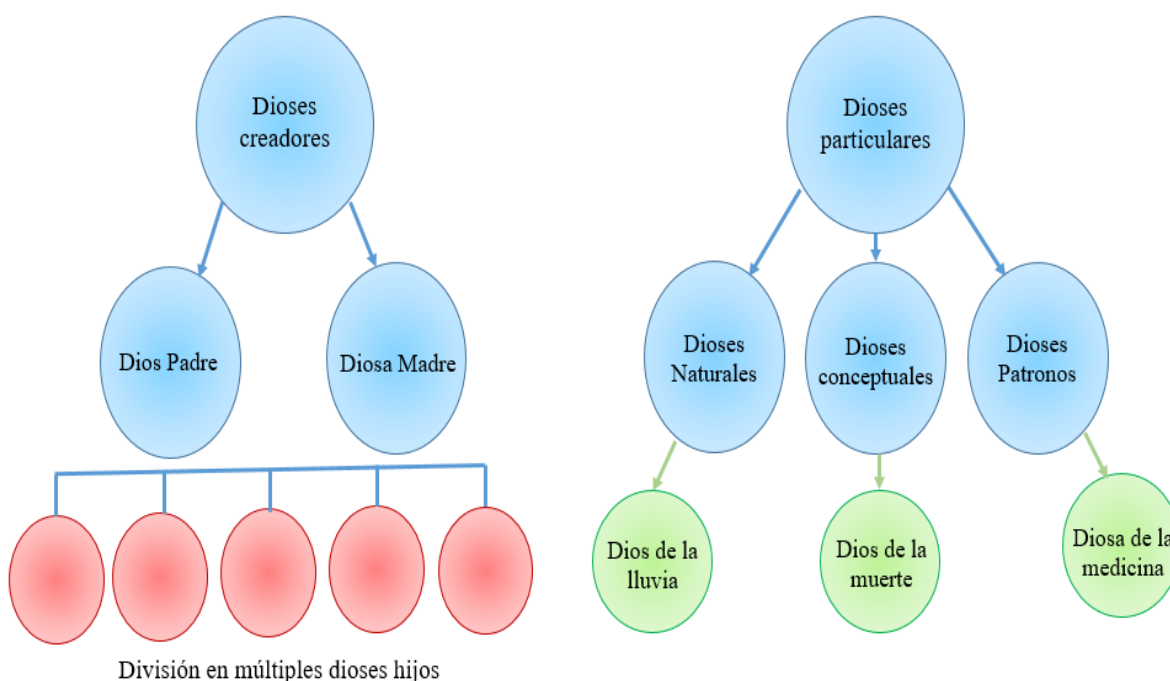 Dioses
creadores
Dios Padre
Diosa Madre
División en múltiples dioses hijos
Dioses
particulares
Dioses
Naturales
Dioses
conceptuales
Dioses
Patronos
Dios de la
lluvia
Dios de la
muerte
Diosa de la
medicina